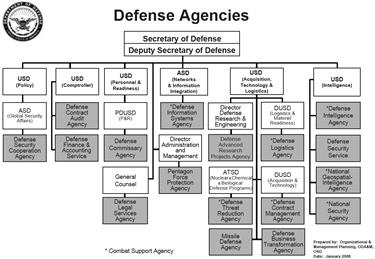 Defense Agencies
Secretary of Defense
Deputy Secretary of Defense
USD
(Policy)
USD
(Comptroller)
USD
(Personnel &
Readiness)
ASD
(Networks
& Information
Integration)
USD
(Acquisition,
Technology &
Logistics)
USD
(Intelligence)
ASD
(Global Security
Affairs)
Defense
Contract
Audit
Agency
PDUSD
(P&R)
*Defense
Information
Systems
Agency
Director
Defense
Research &
Engineering
DUSD
(Logistics &
Materiel
Readiness)
*Defense
Intelligence
Agency
Defense
Security
Cooperation
Agency
Defense
Finance &
Accounting
Service
Defense
Commissary
Agency
Director
Administration
and
Management
Defense
Advanced
Research
Projects Agency
*Defense
Logistics
Agency
Defense
Security
Service
General
Counsel
Pentagon
Force
Protection
Agency
ATSD
(Nuclear & Chemical
& Biological
Defense Programs)
DUSD
(Acquisition &
Technology)
*National
Geospatial-
Intelligence
Agency
Defense
Legal
Services
Agency
*Defense
Threat
Reduction
Agency
*Defense
Contract
Management
Agency
*National
Security
Agency
Missile
Defense
Agency
Defense
Business
Transformation
Agency
* Combat Support Agency
Prepared by: Organizational &
Management Planning, ODA&M,
OSD
Date: January 2008